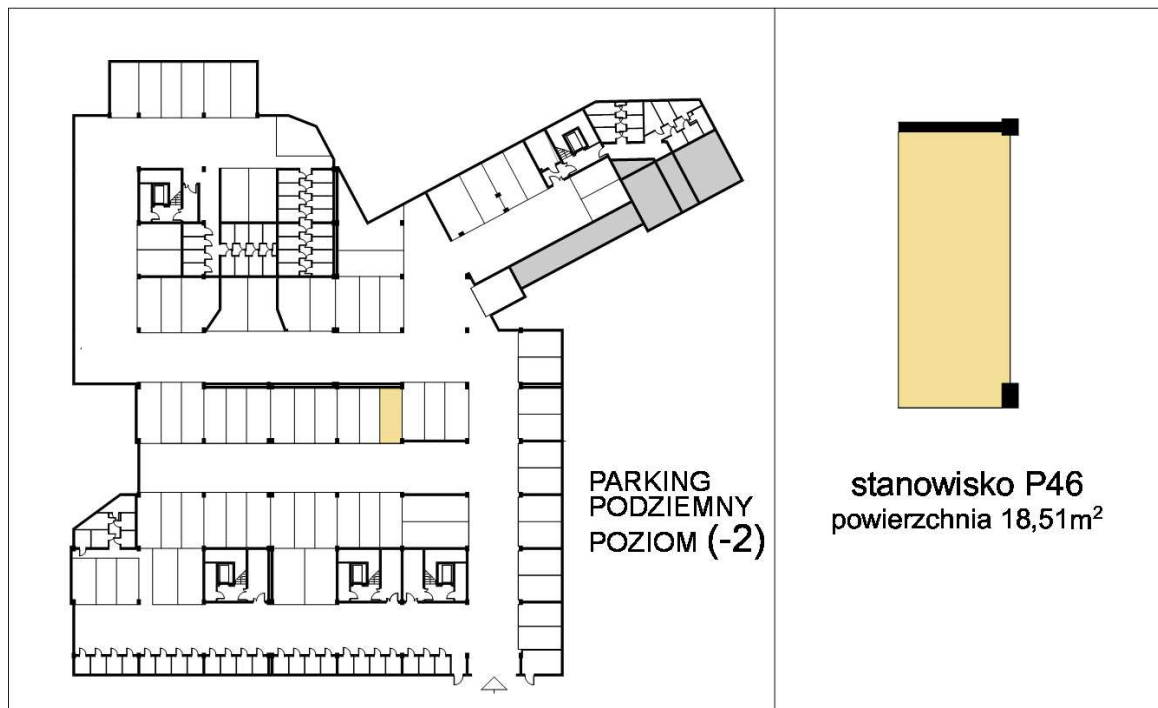 PARKING
PODZIEMNY
POZIOM (-2)
stanowisko P46
powierzchnia 18,51m²